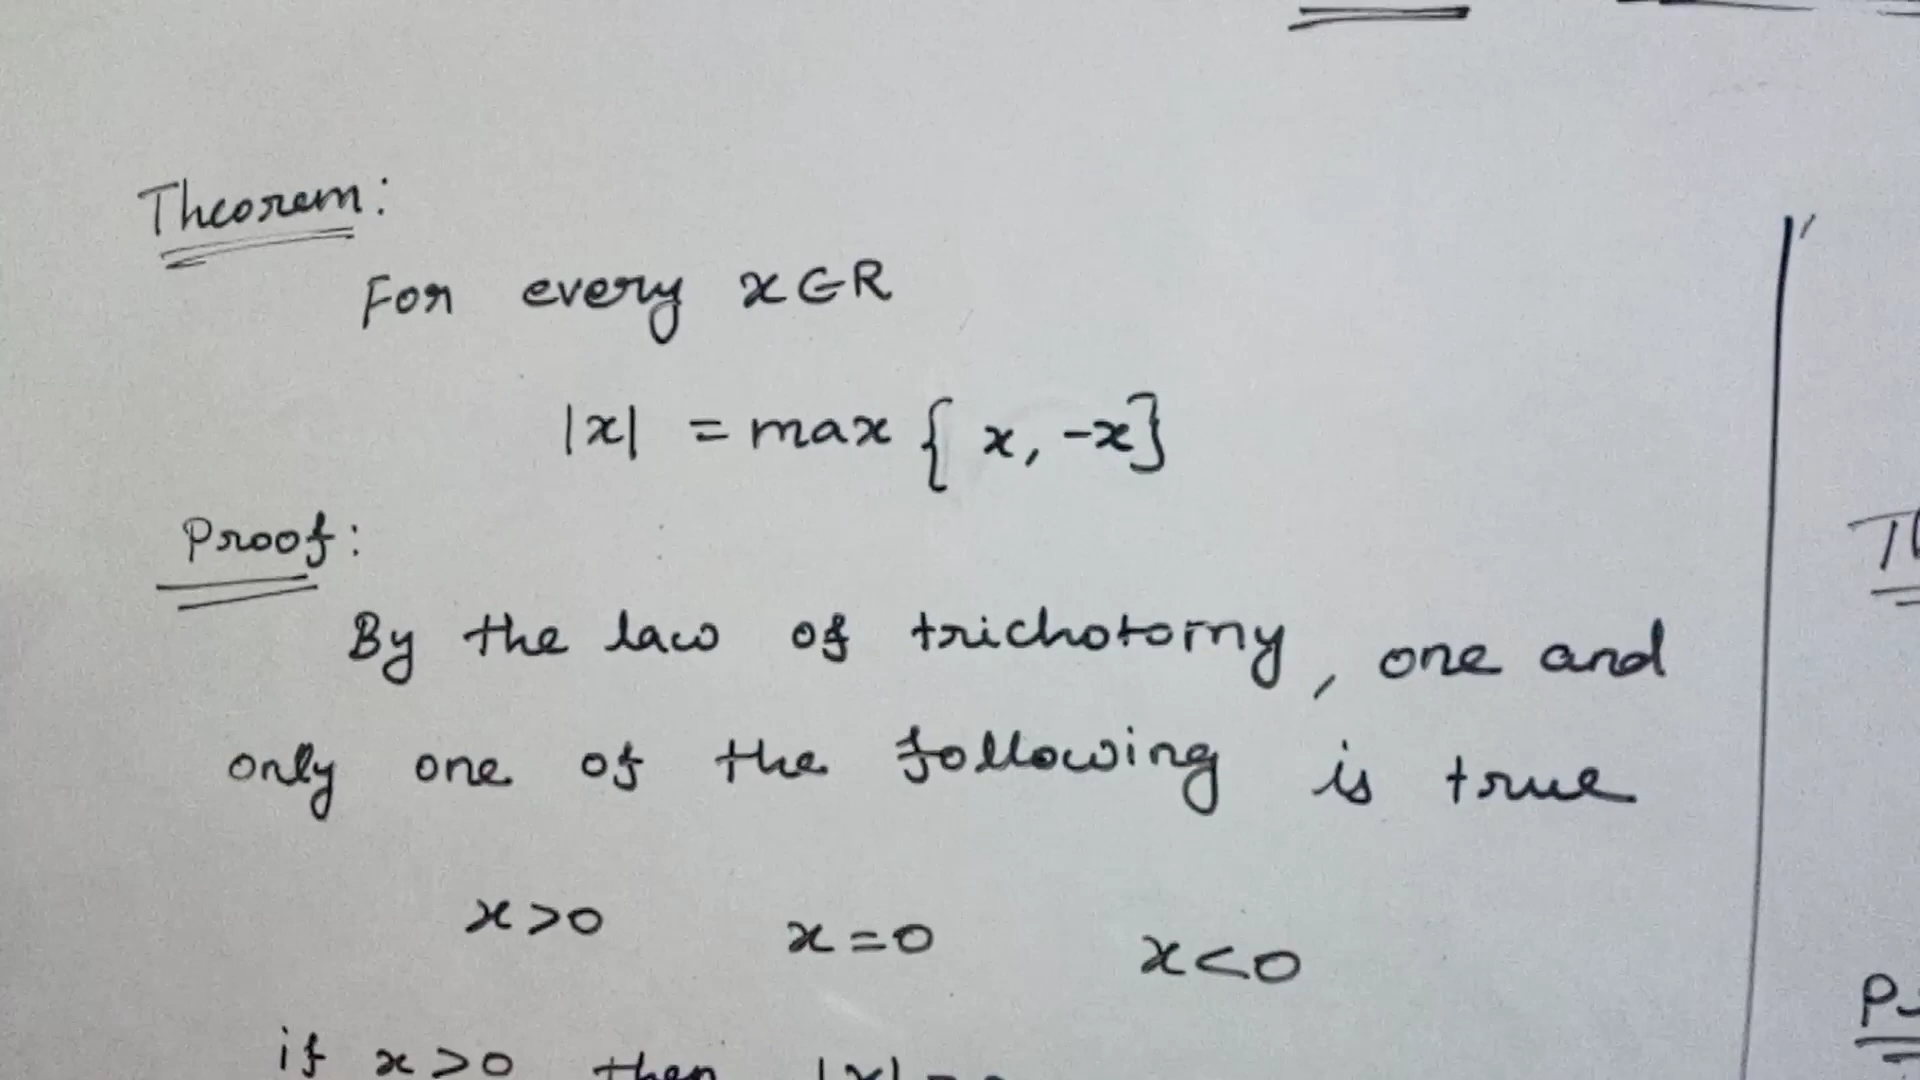 Theorem:
For every x∈R
|x| = max { x, -x}
Proof:
By the law of trichotomy, one and
only one of the following is true
x>0 x=0 x<0
if x>0 then |x| =